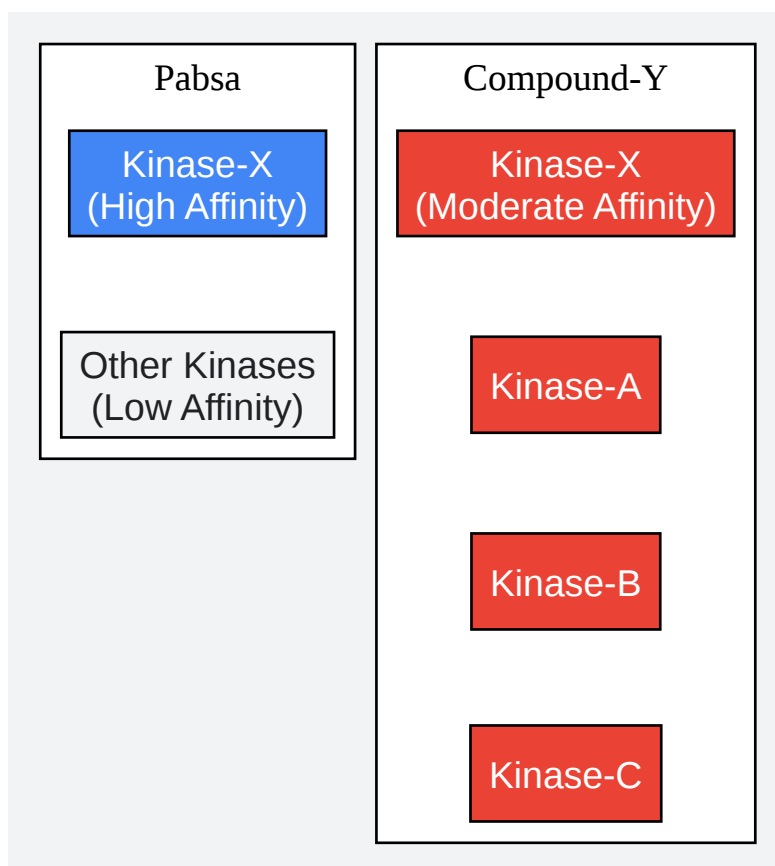 Pabsa
Kinase-X
(High Affinity)
Other Kinases
(Low Affinity)
Compound-Y
Kinase-X
(Moderate Affinity)
Kinase-A
Kinase-B
Kinase-C